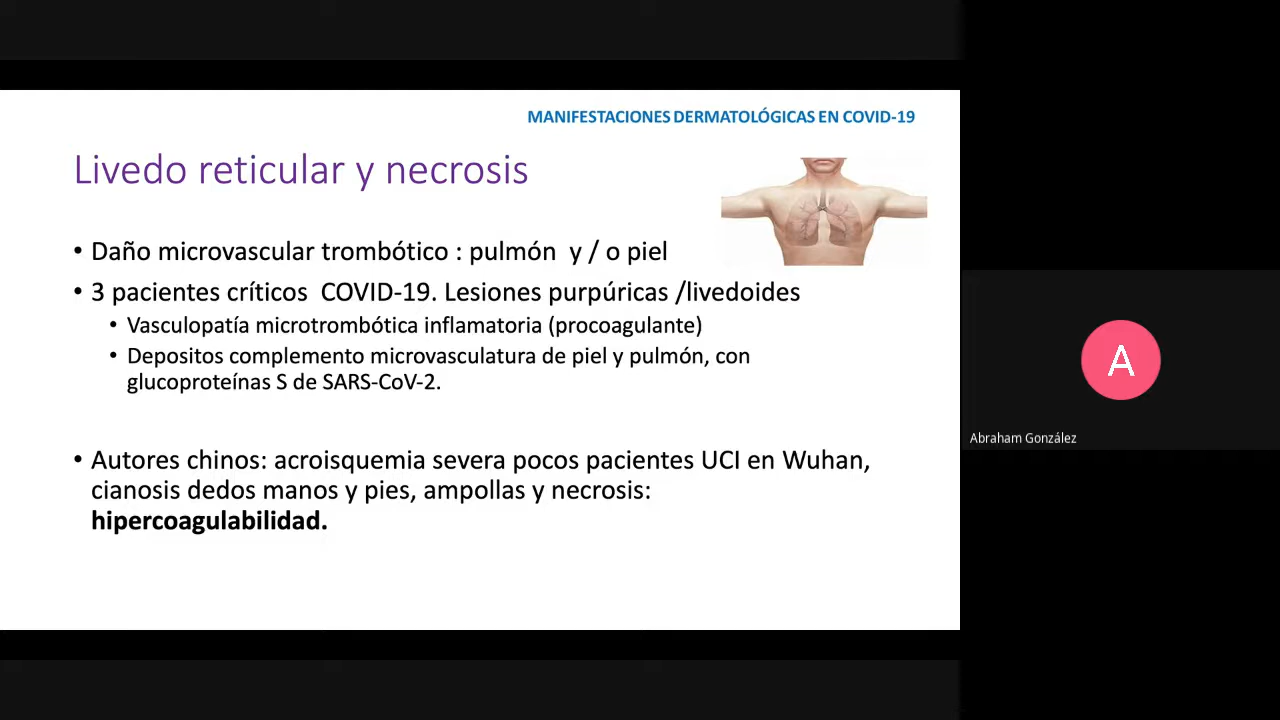 MANIFESTACIONES DERMATOLÓGICAS EN COVID-19
Livedo reticular y necrosis
• Daño microvascular trombótico : pulmón y / o piel
• 3 pacientes críticos COVID-19. Lesiones purpúricas /livedoides
• Vasculopatía microtrombótica inflamatoria (procoagulante)
• Depositos complemento microvasculatura de piel y pulmón, con
glucoproteínas S de SARS-CoV-2.
• Autores chinos: acroisquemia severa pocos pacientes UCI en Wuhan,
cianosis dedos manos y pies, ampollas y necrosis:
hipercoagulabilidad.
A
Abraham González